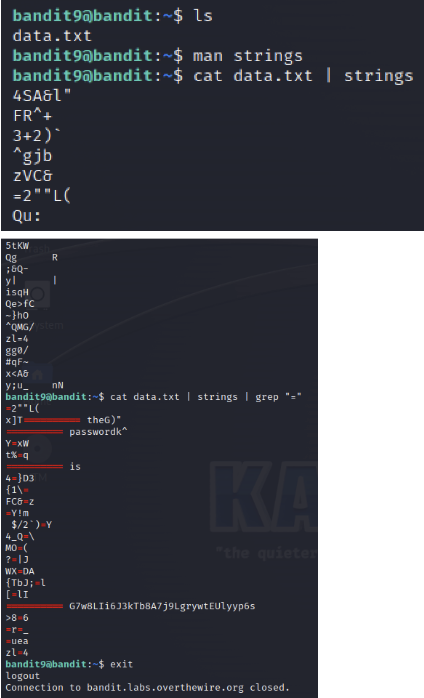 bandit9@bandit:~$ ls
data.txt
bandit9@bandit:~$ man strings
bandit9@bandit:~$ cat data.txt | strings
4SA&l"
FR^+
3+2)`
^gjb
zVC&
=2""L(
Qu:
5tKW
Qg R
;&Q-
y| |
isqH
Qe>fC
~}hO
^QMG/
zl=4
gg0/
#qF~
x<A&
y;u_ nN
bandit9@bandit:~$ cat data.txt | strings | grep "="
=2""L(
x]T========== theG)"
========== passwordk^
Y=xW
t%=q
========== is
4=}D3
{1\=
FC&=z
=Y!m
$/2`)=Y
4_Q=\
MO=(
?=|J
WX=DA
{TbJ;=l
[=lI
========== G7w8LIi6J3kTb8A7j9LgrywtEUlyyp6s
>8=6
=r=_
=uea
zl=4
bandit9@bandit:~$ exit
logout
Connection to bandit.labs.overthewire.org closed.
KA
"the quieter